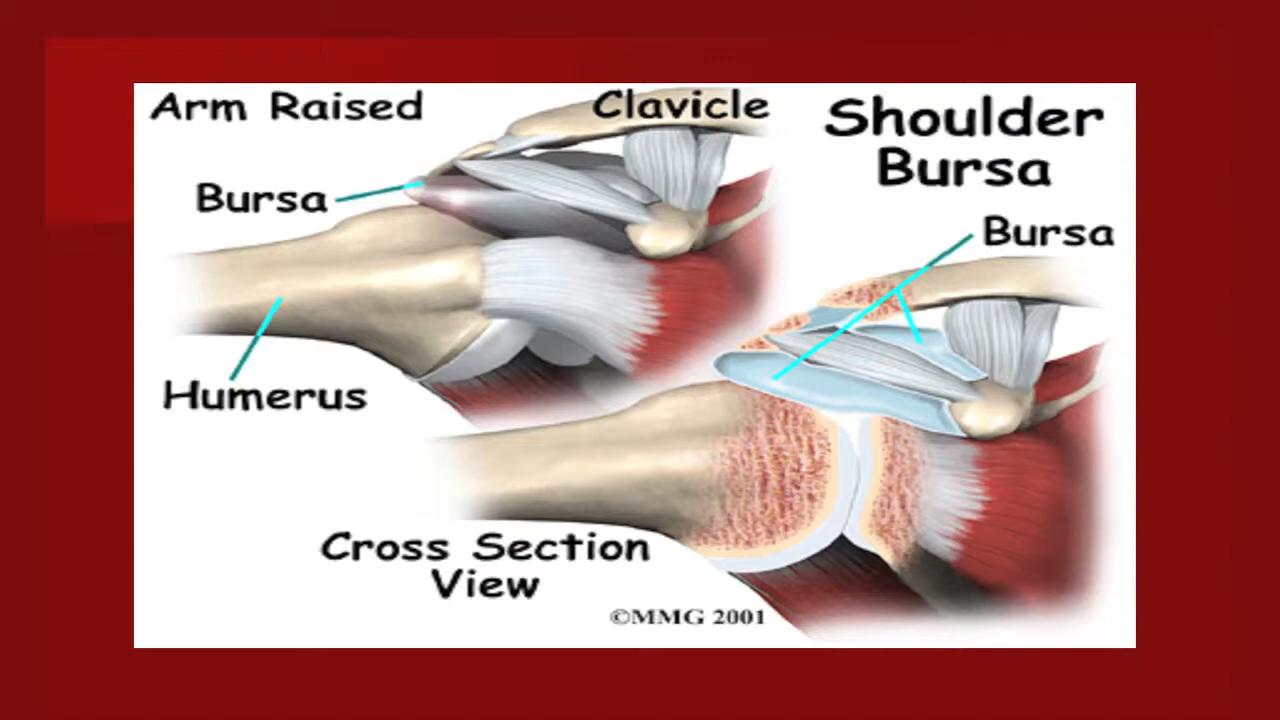 Arm Raised
Clavicle
Shoulder
Bursa
Bursa
Bursa
Humerus
Cross Section
View
©MMG 2001